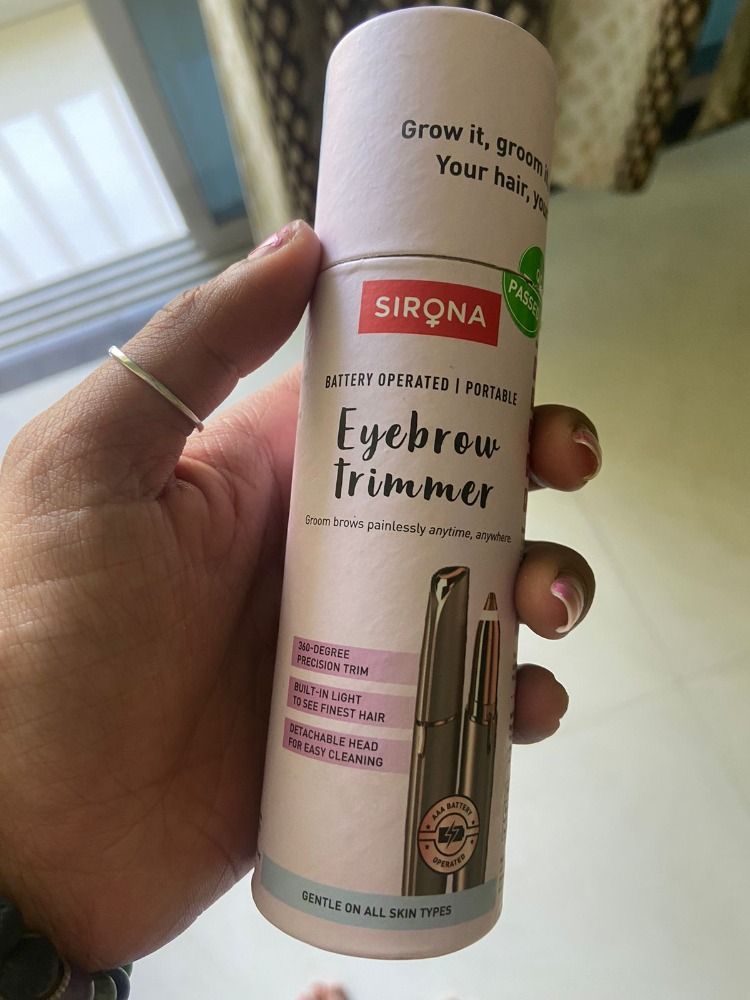 Grow it, groom
Your hair,
SIRONA
PASSED
BATTERY OPERATED | PORTABLE
Eyebrow
trimmer
Groom brows painlessly anytime, anywhere.
360-DEGREE
PRECISION TRIM
BUILT-IN LIGHT
TO SEE FINEST HAIR
DETACHABLE HEAD
FOR EASY CLEANING
AAA BATTERY
OPERATED
GENTLE ON ALL SKIN TYPES